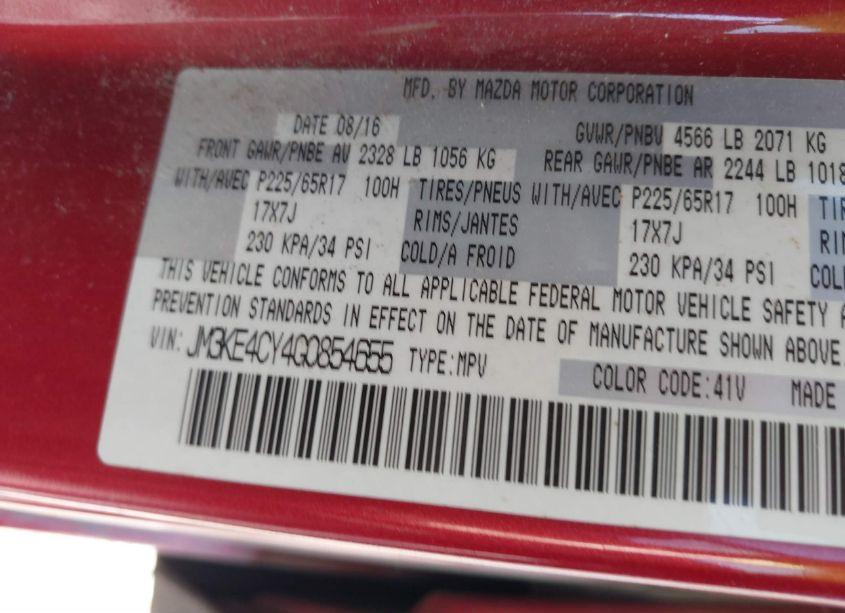 MFD. BY MAZDA MOTOR CORPORATION
DATE 08/16 GVWR/PNBV 4566 LB 2071 KG
FRONT GAWR/PNBE AV 2328 LB 1056 KG REAR GAWR/PNBE AR 2244 LB 1018
WITH/AVEC P225/65R17 100H TIRES/PNEUS WITH/AVEC P225/65R17 100H TIRE
17X7J RIMS/JANTES 17X7J RIM
230 KPA/34 PSI COLD/A FROID 230 KPA/34 PSI COLD
THIS VEHICLE CONFORMS TO ALL APPLICABLE FEDERAL MOTOR VEHICLE SAFETY A
PREVENTION STANDARDS IN EFFECT ON THE DATE OF MANUFACTURE SHOWN ABOVE.
VIN: JM3KE4CY4G0854655 TYPE:MPV COLOR CODE:41V MADE